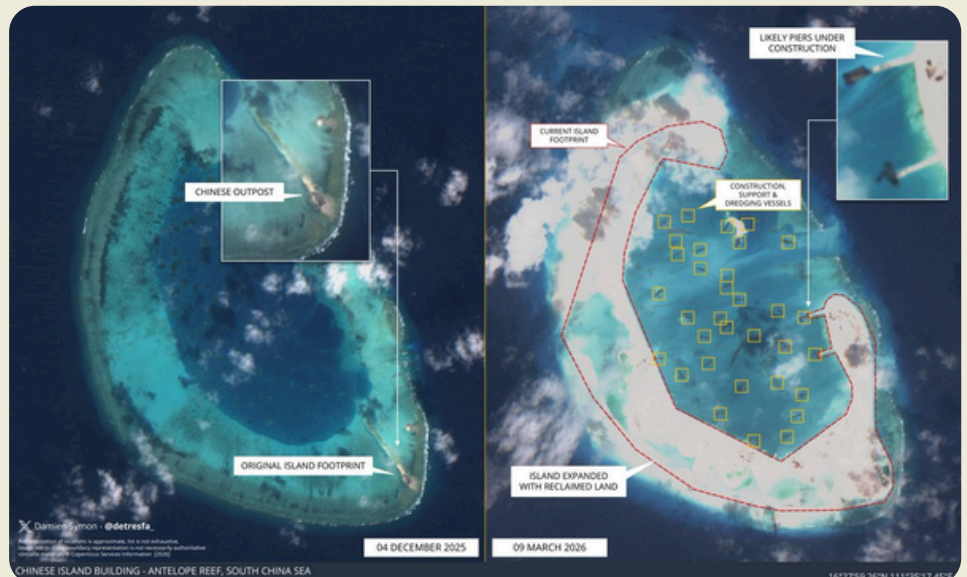 CHINESE OUTPOST
ORIGINAL ISLAND FOOTPRINT
Damien Symon - @detresfa_
04 DECEMBER 2025
LIKELY PIERS UNDER
CONSTRUCTION
CURRENT ISLAND
FOOTPRINT
CONSTRUCTION,
SUPPORT &
DREDGING VESSELS
ISLAND EXPANDED
WITH RECLAIMED LAND
09 MARCH 2026
CHINESE ISLAND BUILDING - ANTELOPE REEF, SOUTH CHINA SEA